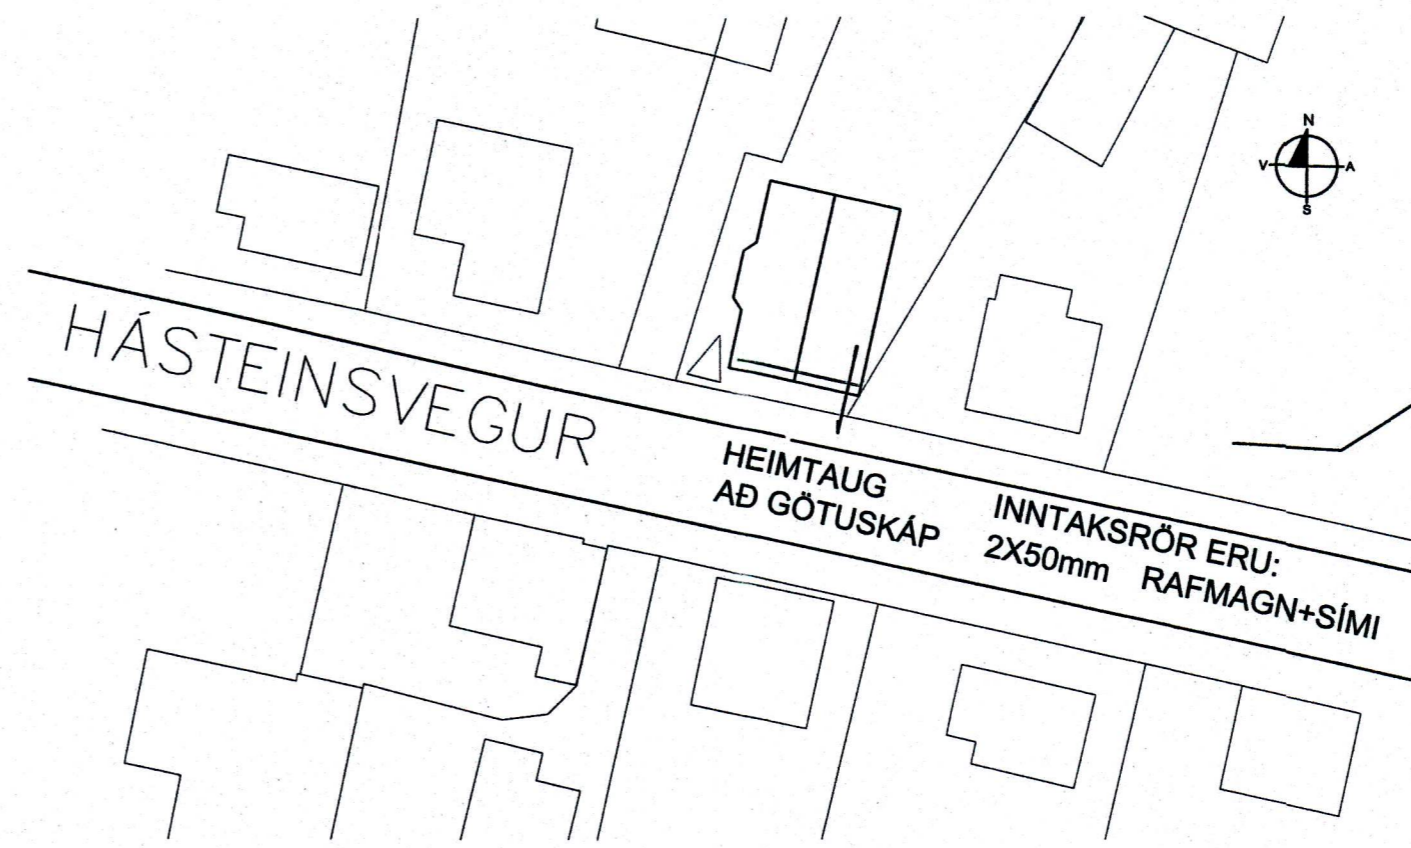 N
V A
S
HÁSTEINSVEGUR
HEIMTAUG
AÐ GÖTUSKÁP
INNTAKSRÖR ERU:
2X50mm RAFMAGN+SÍMI